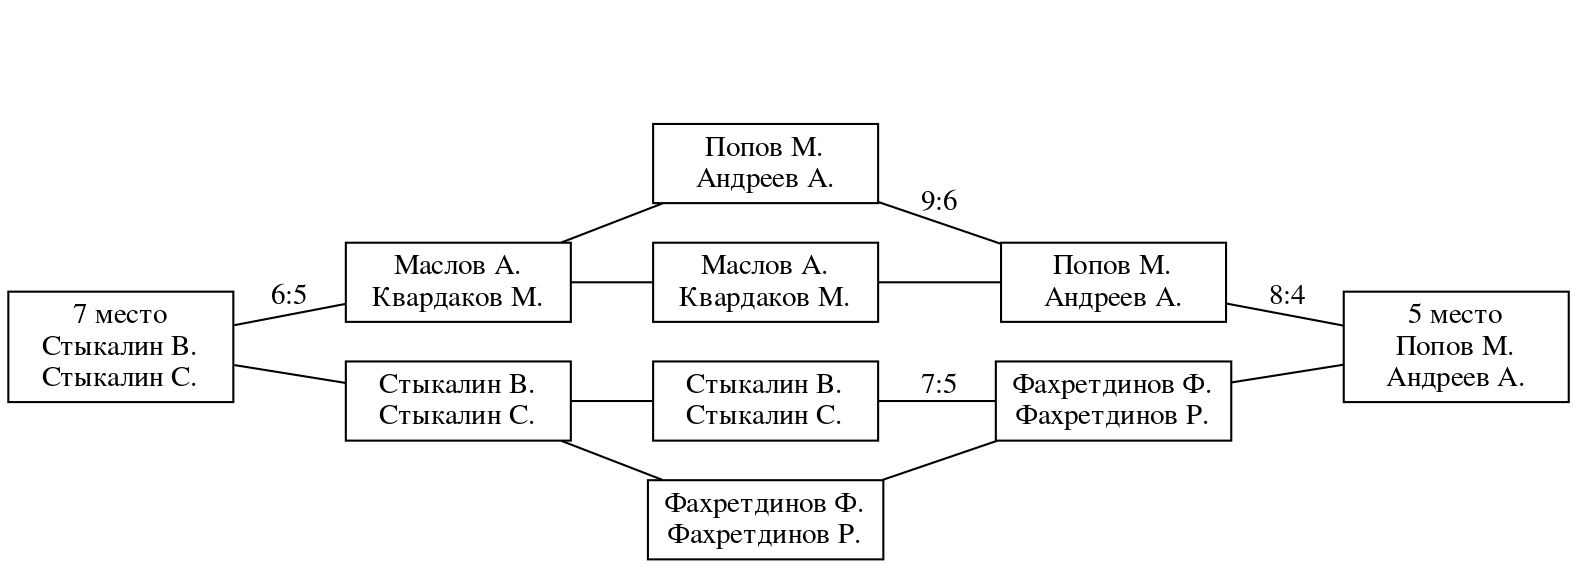 Попов М.
Андреев А.
9:6
Маслов А.
Квардаков М.
Маслов А.
Квардаков М.
Попов М.
Андреев А.
6:5
8:4
7 место
Стыкалин В.
Стыкалин С.
5 место
Попов М.
Андреев А.
Стыкалин В.
Стыкалин С.
Стыкалин В.
Стыкалин С.
7:5
Фахретдинов Ф.
Фахретдинов Р.
Фахретдинов Ф.
Фахретдинов Р.